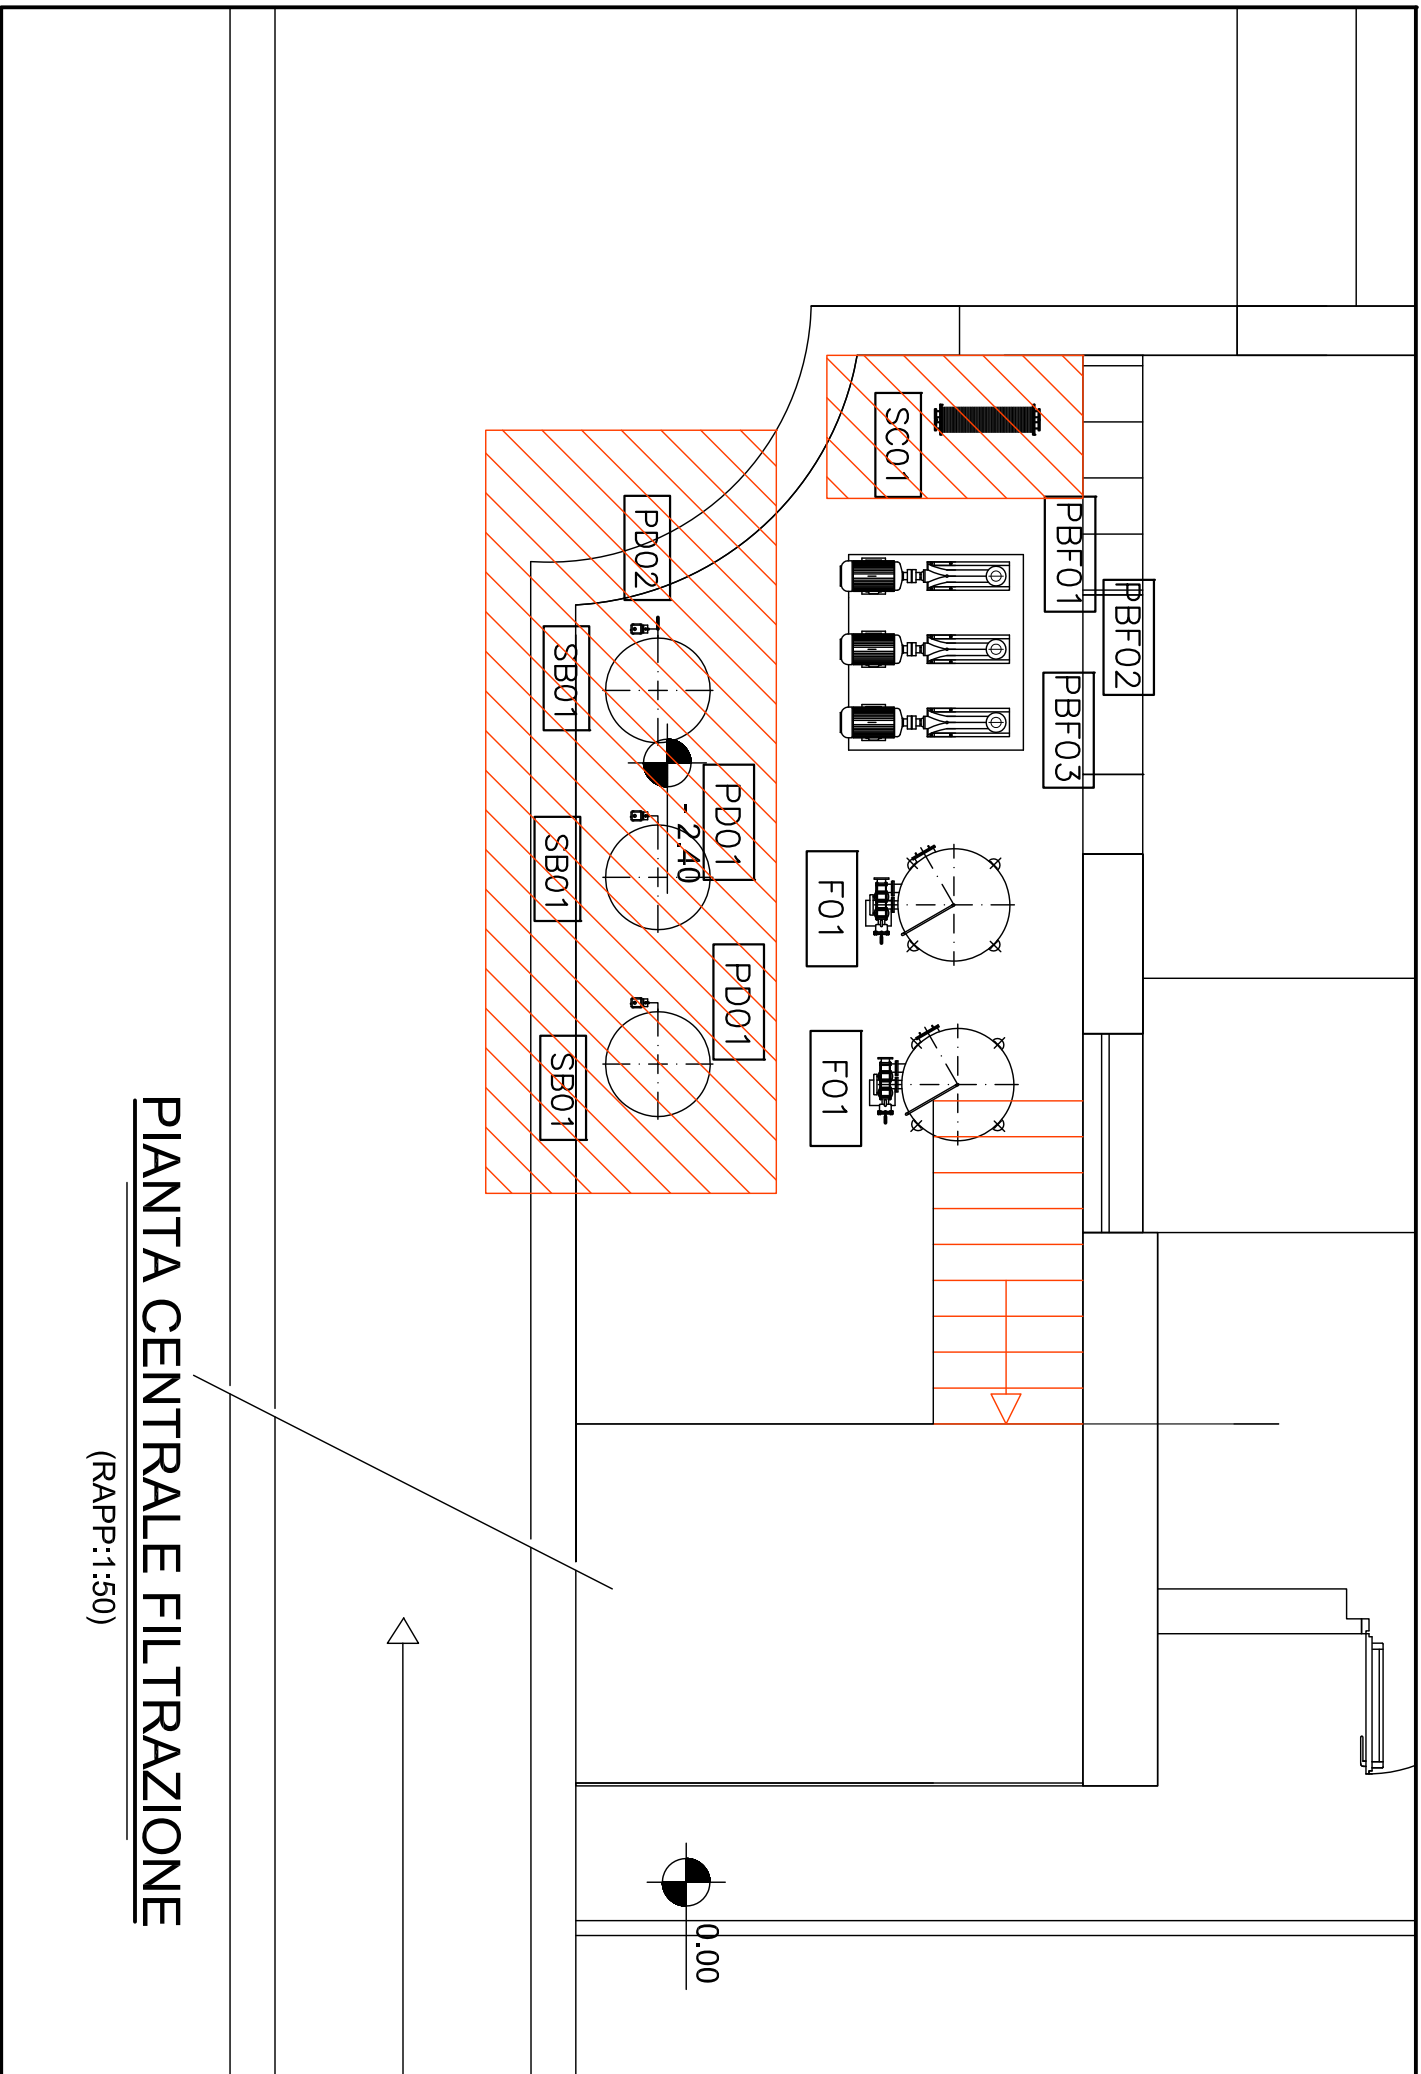 PBF02
PBF01
PBF03
SC01
F01
F01
PD01
PD01
- 2.40
PD02
SB01
SB01
SB01
0.00
PIANTA CENTRALE FILTRAZIONE
(RAPP:1:50)